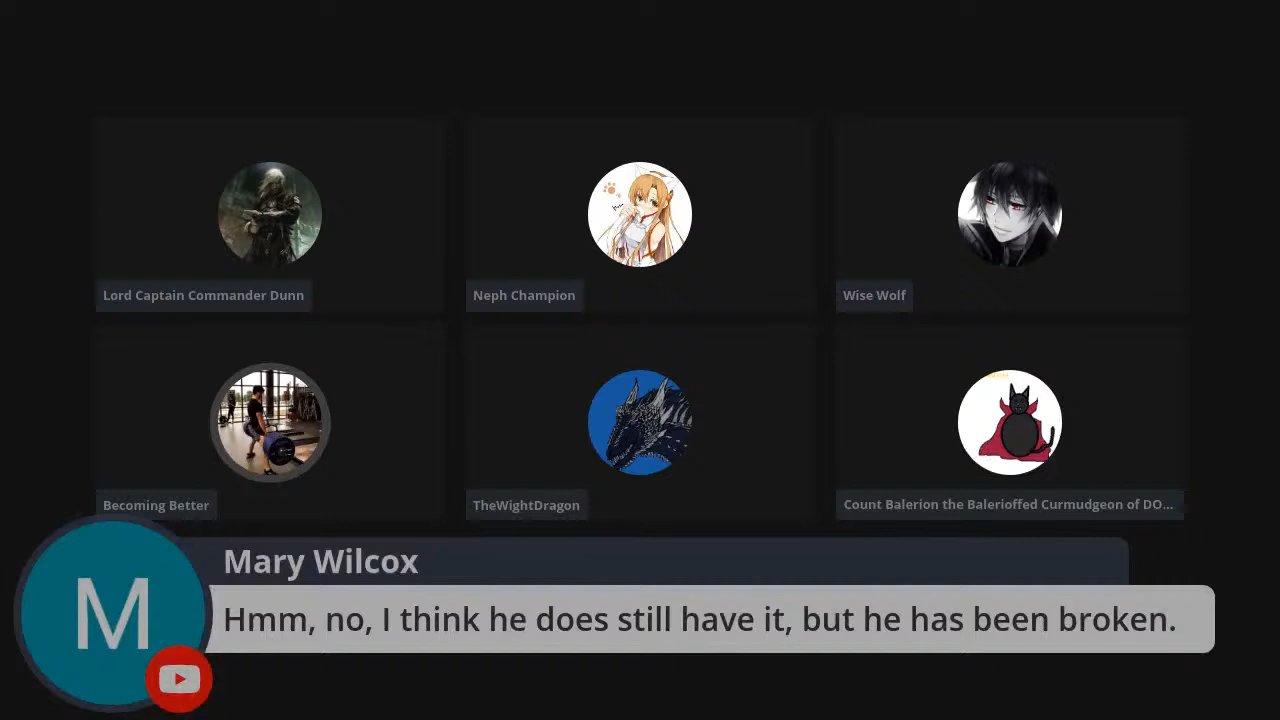 Lord Captain Commander Dunn
Neph Champion
Wise Wolf
Becoming Better
TheWightDragon
Count Balerion the Balerioffed Curmudgeon of DO...
Mary Wilcox
M
Hmm, no, I think he does still have it, but he has been broken.